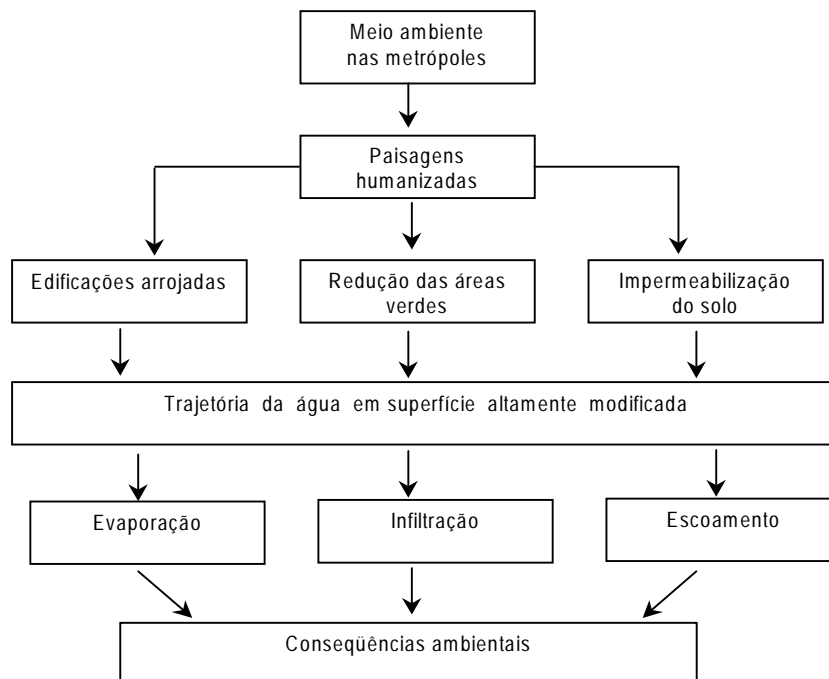 Meio ambiente
nas metrópoles
Paisagens
humanizadas
Edificações arrojadas
Redução das áreas
verdes
Impermeabilização
do solo
Trajetória da água em superfície altamente modificada
Evaporação
Infiltração
Escoamento
Conseqüências ambientais